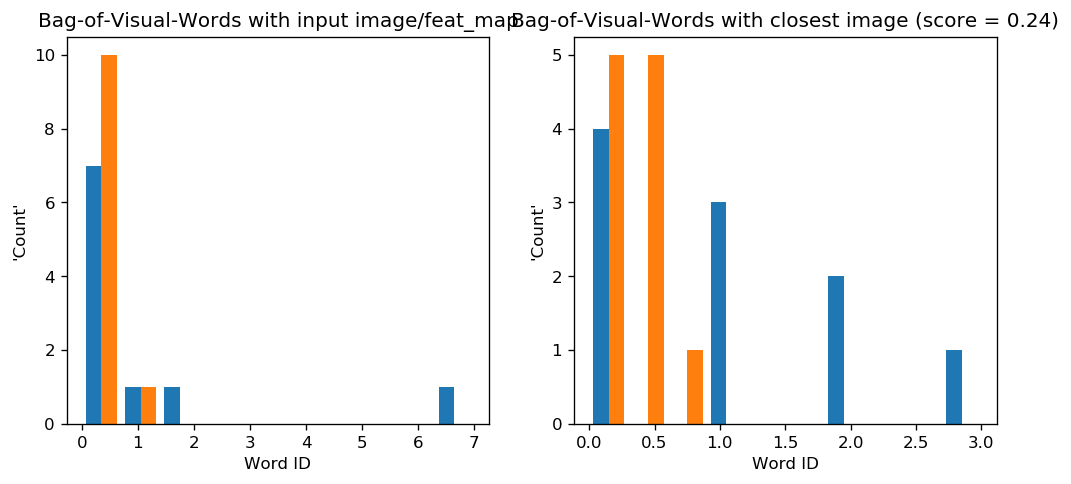 Bag-of-Visual-Words with input image/feat_map
Bag-of-Visual-Words with closest image (score = 0.24)
'Count'
10
8
6
4
2
0
0 1 2 3 4 5 6 7
Word ID
'Count'
5
4
3
2
1
0
0.0 0.5 1.0 1.5 2.0 2.5 3.0
Word ID